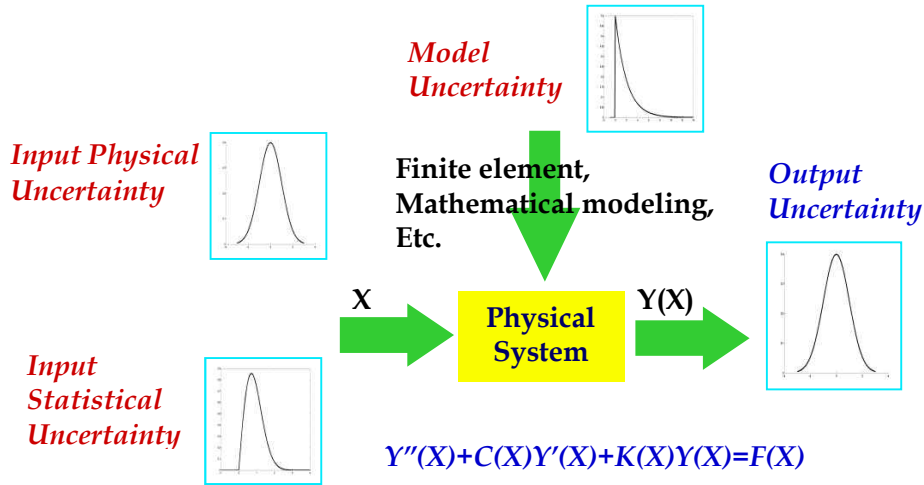 Model
Uncertainty
Input Physical
Uncertainty
Finite element,
Mathematical modeling,
Etc.
Output
Uncertainty
X
Physical
System
Y(X)
Input
Statistical
Uncertainty
Y″(X)+C(X)Y′(X)+K(X)Y(X)=F(X)